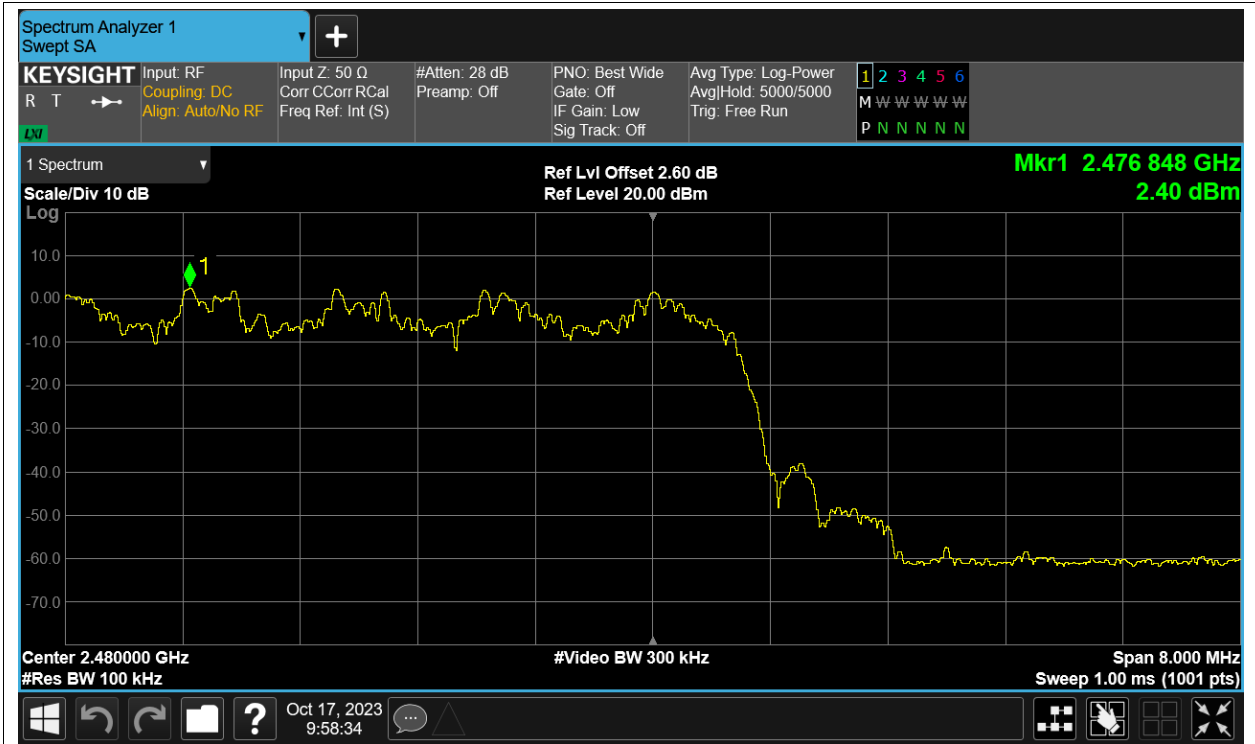 Spectrum Analyzer 1
Swept SA
KEYSIGHT
R T
LXI
Input: RF
Coupling: DC
Align: Auto/No RF
Input Z: 50 Ω
Corr CCorr RCal
Freq Ref: Int (S)
#Atten: 28 dB
Preamp: Off
PNO: Best Wide
Gate: Off
IF Gain: Low
Sig Track: Off
Avg Type: Log-Power
Avg|Hold: 5000/5000
Trig: Free Run
1 2 3 4 5 6
M W W W W W
P N N N N N
1 Spectrum
Scale/Div 10 dB
Ref Lvl Offset 2.60 dB
Ref Level 20.00 dBm
Mkr1 2.476 848 GHz
2.40 dBm
Log
1
10.0
0.00
-10.0
-20.0
-30.0
-40.0
-50.0
-60.0
-70.0
Center 2.480000 GHz
#Video BW 300 kHz
Span 8.000 MHz
#Res BW 100 kHz
Sweep 1.00 ms (1001 pts)
?
Oct 17, 2023
9:58:34